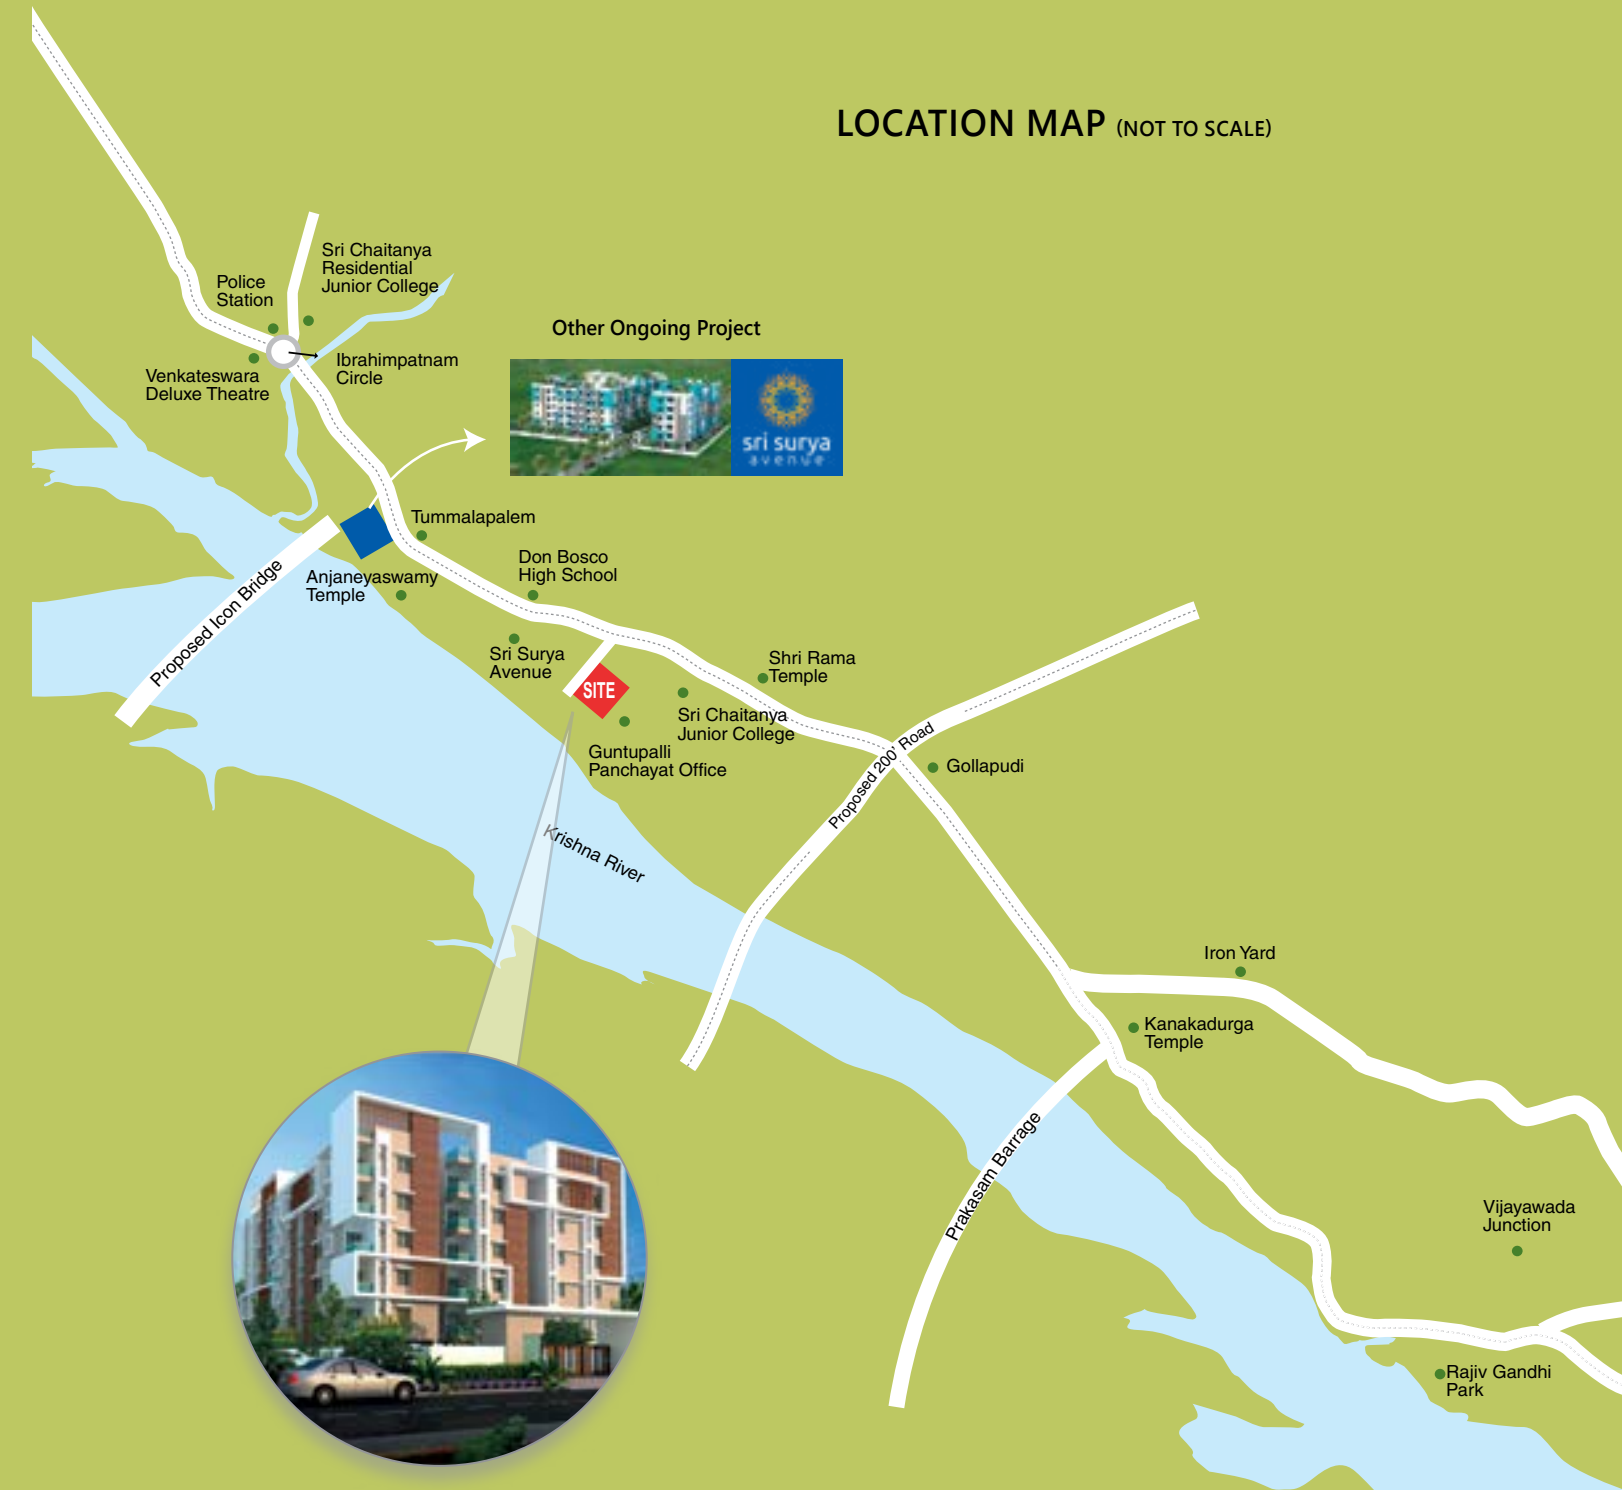 LOCATION MAP (NOT TO SCALE)
Sri Chaitanya
Residential
Junior College
Police
Station
Ibrahimpatnam
Circle
Venkateswara
Deluxe Theatre
Other Ongoing Project
sri surya
avenue
Tummalapalem
Don Bosco
High School
Anjaneyaswamy
Temple
Proposed Icon Bridge
Sri Surya
Avenue
SITE
Shri Rama
Temple
Sri Chaitanya
Junior College
Guntupalli
Panchayat Office
Proposed 200' Road
Gollapudi
Krishna River
Iron Yard
Kanakadurga
Temple
Prakasam Barrage
Vijayawada
Junction
Rajiv Gandhi
Park